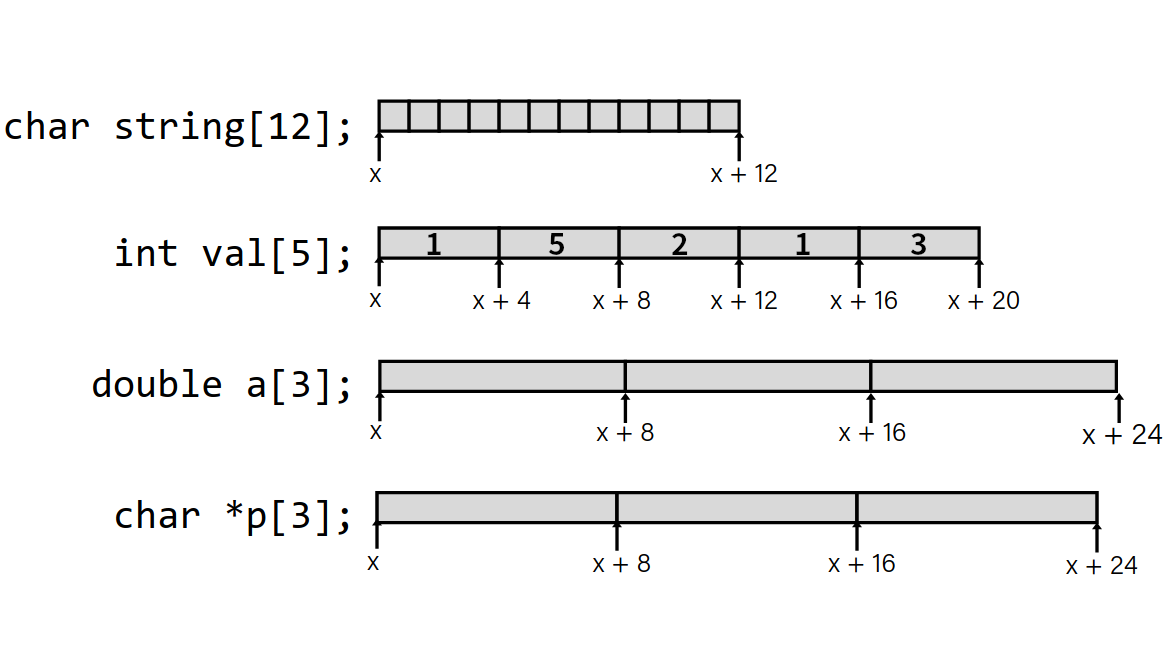 char string[12];
x x + 12
int val[5]; 1 5 2 1 3
x x + 4 x + 8 x + 12 x + 16 x + 20
double a[3];
x x + 8 x + 16 x + 24
char *p[3];
x x + 8 x + 16 x + 24